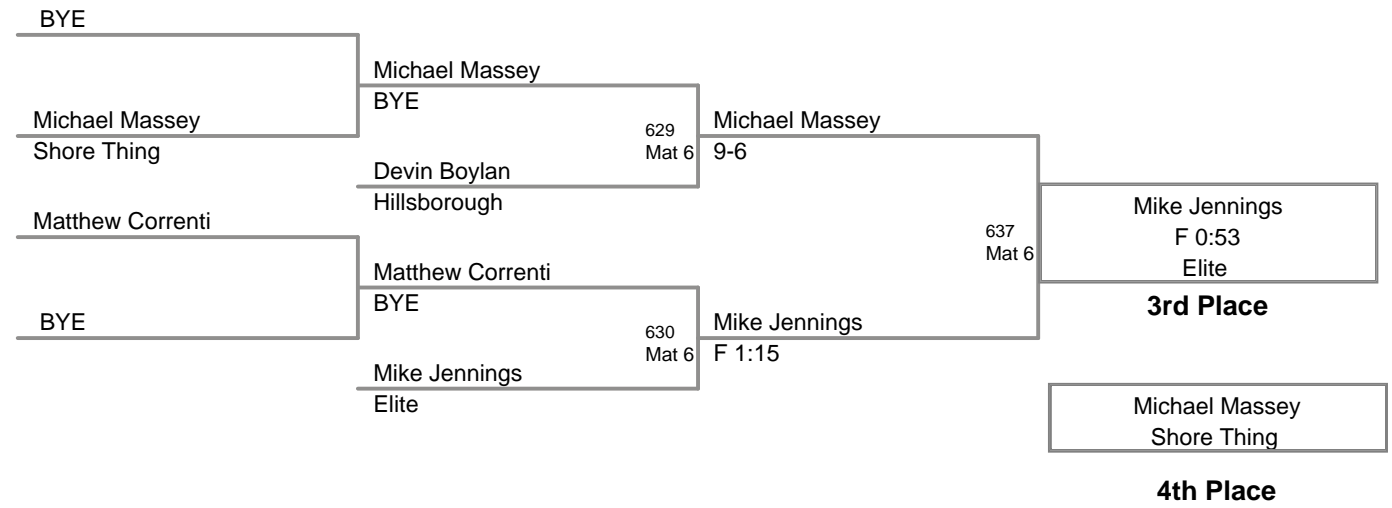 BYE
Michael Massey
BYE
Michael Massey
Shore Thing
629
Mat 6
Michael Massey
9-6
Devin Boylan
Hillsborough
Matthew Correnti
637
Mat 6
Mike Jennings
F 0:53
Elite
3rd Place
Matthew Correnti
BYE
BYE
630
Mat 6
Mike Jennings
F 1:15
Mike Jennings
Elite
Michael Massey
Shore Thing
4th Place